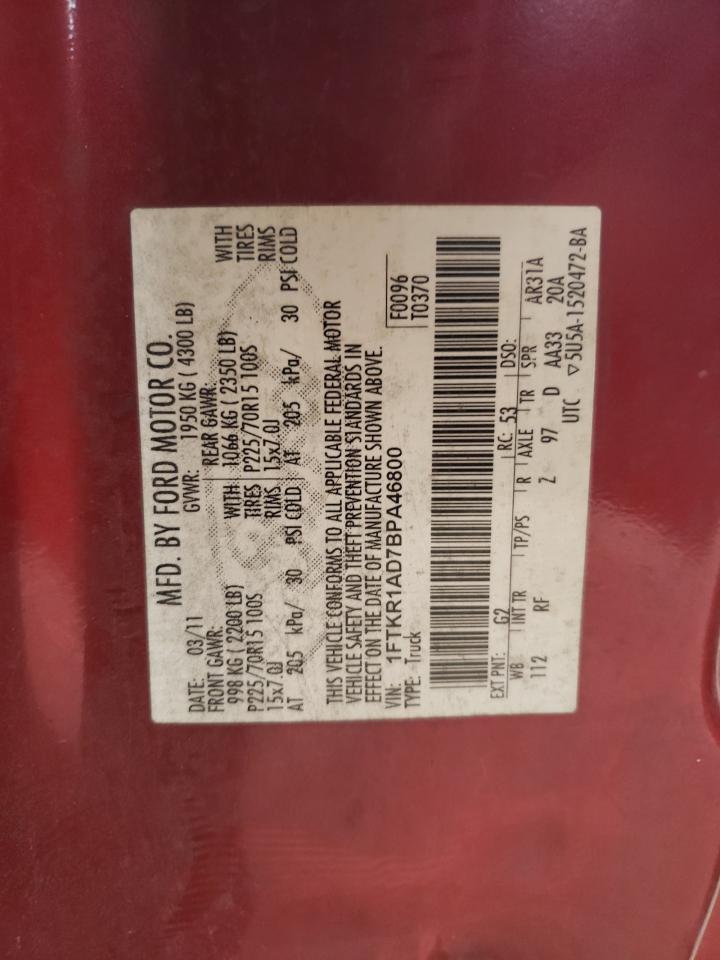 MFD. BY FORD MOTOR CO.
DATE: 03/11 GVWR: 1950 KG ( 4300 LB)
FRONT GAWR: REAR GAWR:
998 KG ( 2200 LB) WITH 1066 KG ( 2350 LB) WITH
P225/70R15 100S TIRES P225/70R15 100S TIRES
15x7.0J RIMS 15x7.0J RIMS
AT 205 kPa/ 30 PSI COLD AT 205 kPa/ 30 PSI COLD
THIS VEHICLE CONFORMS TO ALL APPLICABLE FEDERAL MOTOR
VEHICLE SAFETY AND THEFT PREVENTION STANDARDS IN
EFFECT ON THE DATE OF MANUFACTURE SHOWN ABOVE.
VIN: 1FTKR1AD7BPA46800 F0096
TYPE: Truck T0370
EXT PNT: G2 RC: 53 DSO:
WB INT TR TP/PS R AXLE TR SPR AR31A
112 RF Z 97 D AA33 20A
UTC ▽5U5A-1520472-BA